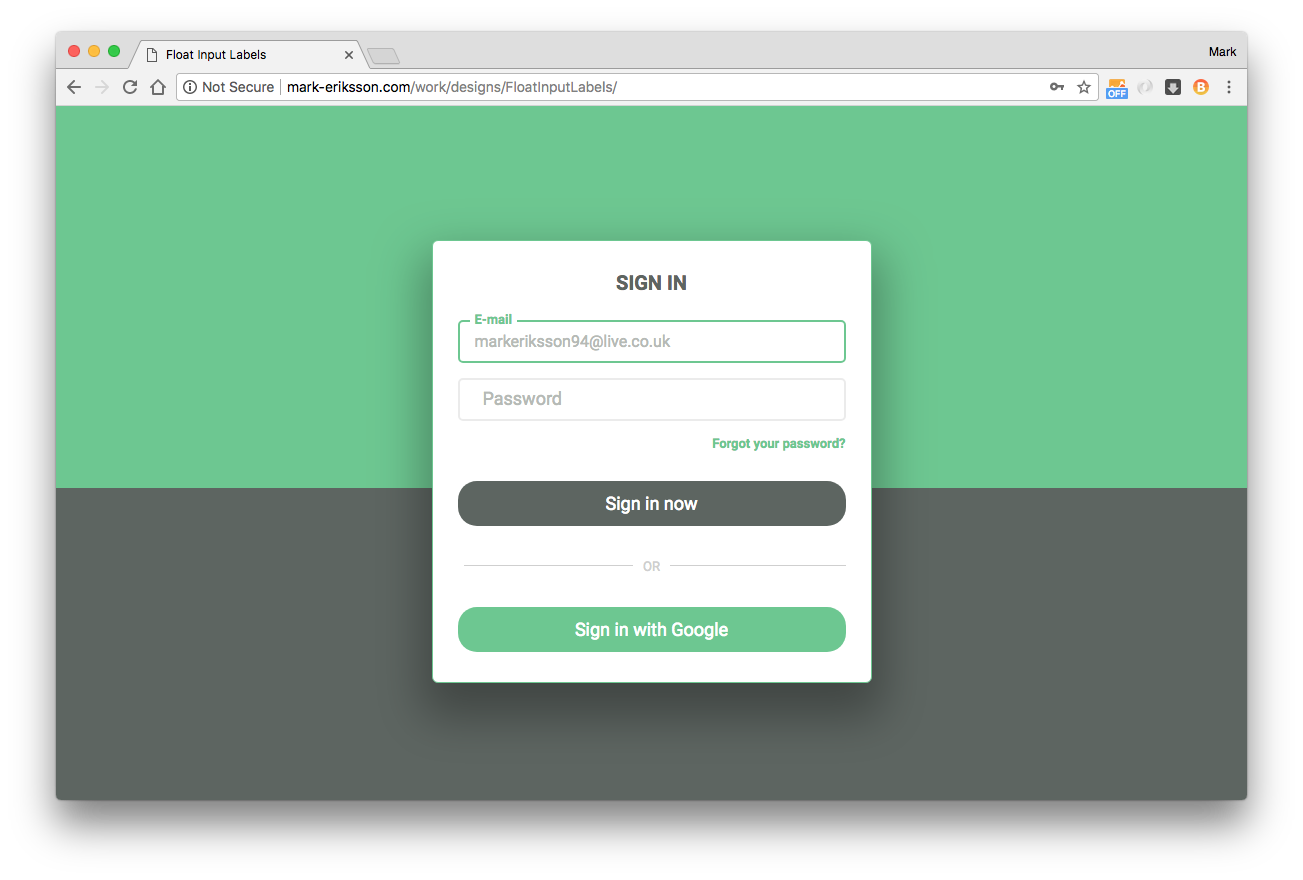 Float Input Labels
Mark
Not Secure mark-eriksson.com/work/designs/FloatInputLabels/
OFF
B
SIGN IN
E-mail
markeriksson94@live.co.uk
Password
Forgot your password?
Sign in now
OR
Sign in with Google